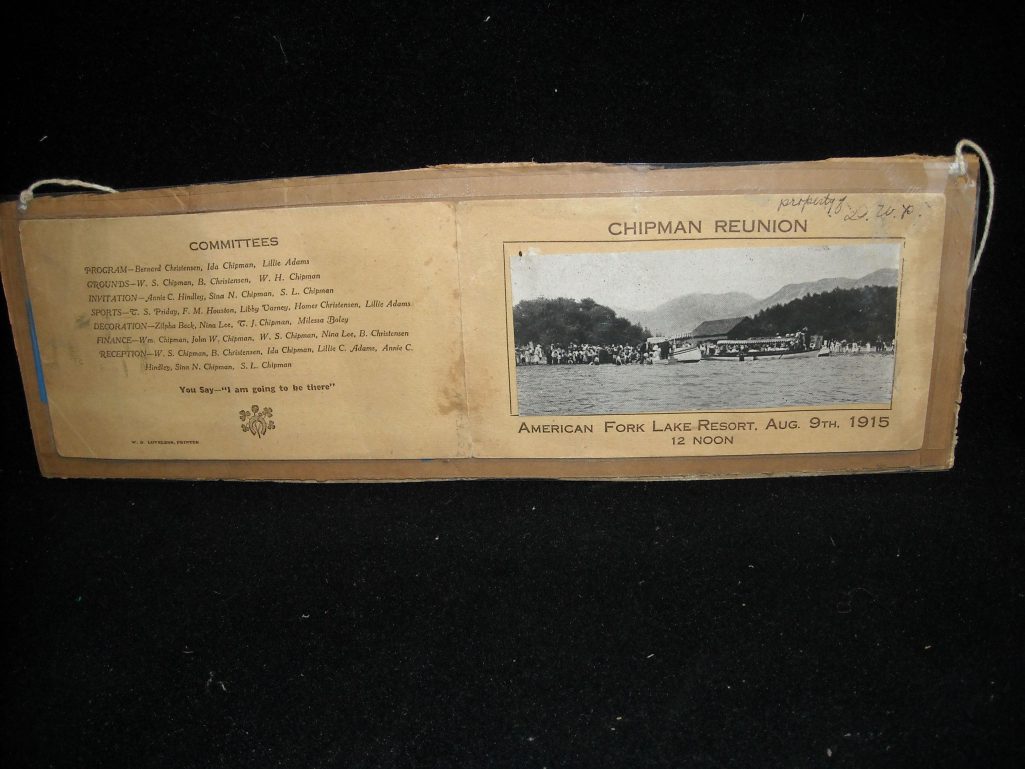 COMMITTEES
PROGRAM—Bernard Christensen, Ida Chipman, Lillie Adams
GROUNDS—W. S. Chipman, B. Christensen, W. H. Chipman
INVITATION—Annie C. Hindley, Sina N. Chipman, S. L. Chipman
SPORTS—T. S. Priday, F. M. Houston, Libby Varney, Homer Christensen, Lillie Adams
DECORATION—Zilpha Beck, Nina Lee, T. J. Chipman, Milessa Boley
FINANCE—Wm. Chipman, John W. Chipman, W. S. Chipman, Nina Lee, B. Christensen
RECEPTION—W. S. Chipman, B. Christensen, Ida Chipman, Lillie C. Adams, Annie C.
Hindley, Sina N. Chipman, S. L. Chipman
You Say—"I am going to be there"
W. D. LOVELESS, PRINTER
property of D. U. P.
CHIPMAN REUNION
AMERICAN FORK LAKE RESORT, AUG. 9TH, 1915
12 NOON